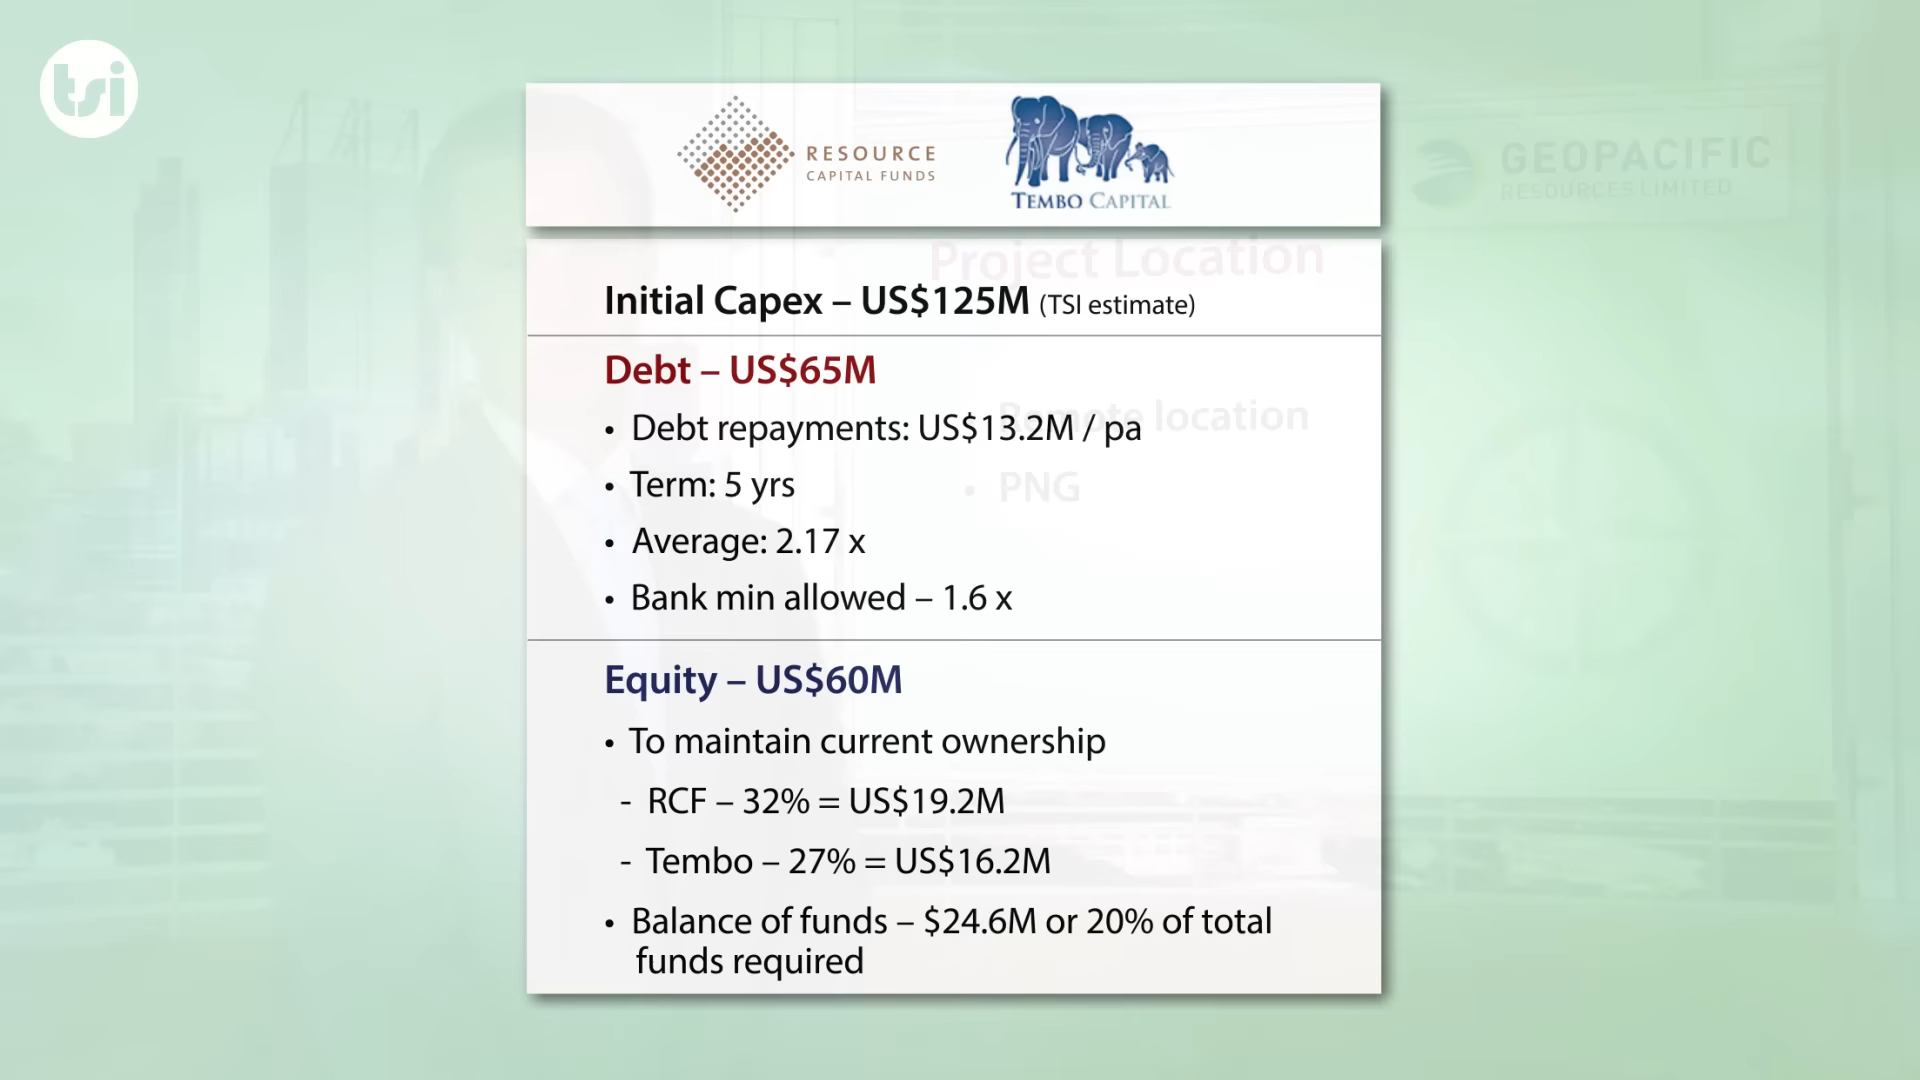 tsi
RESOURCE
CAPITAL FUNDS
TEMBO CAPITAL
GEOPACIFIC
RESOURCES LIMITED
Project Location
Initial Capex – US$125M (TSI estimate)
Debt – US$65M
Remote location
• Debt repayments: US$13.2M / pa
• Term: 5 yrs
• PNG
• Average: 2.17 x
• Bank min allowed – 1.6 x
Equity – US$60M
• To maintain current ownership
- RCF – 32% = US$19.2M
- Tembo – 27% = US$16.2M
• Balance of funds – $24.6M or 20% of total
funds required